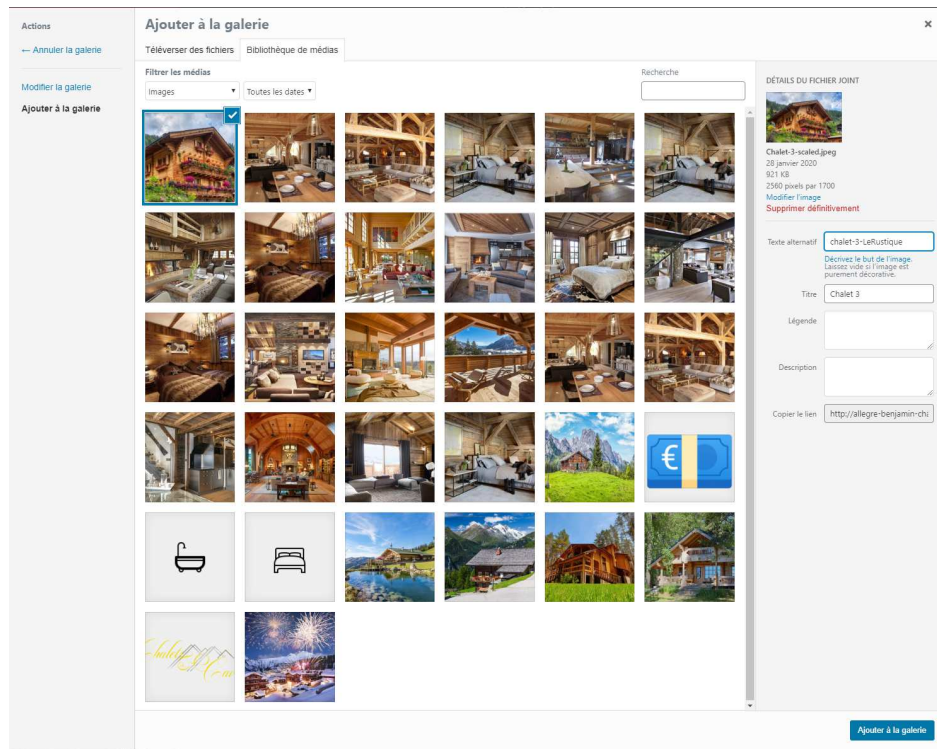 Actions
← Annuler la galerie
Modifier la galerie
Ajouter à la galerie
Ajouter à la galerie
Téléverser des fichiers
Bibliothèque de médias
Filtrer les médias
Images
Toutes les dates
Recherche
DÉTAILS DU FICHIER JOINT
Chalet-3-scaled.jpeg
28 janvier 2020
921 KB
2560 pixels par 1700
Modifier l'image
Supprimer définitivement
Texte alternatif
chalet-3-LeRustique
Décrivez le but de l'image.
Laissez vide si l'image est
purement décorative.
Titre
Chalet 3
Légende
Description
Copier le lien
http://allegre-benjamin-cha
Ajouter à la galerie